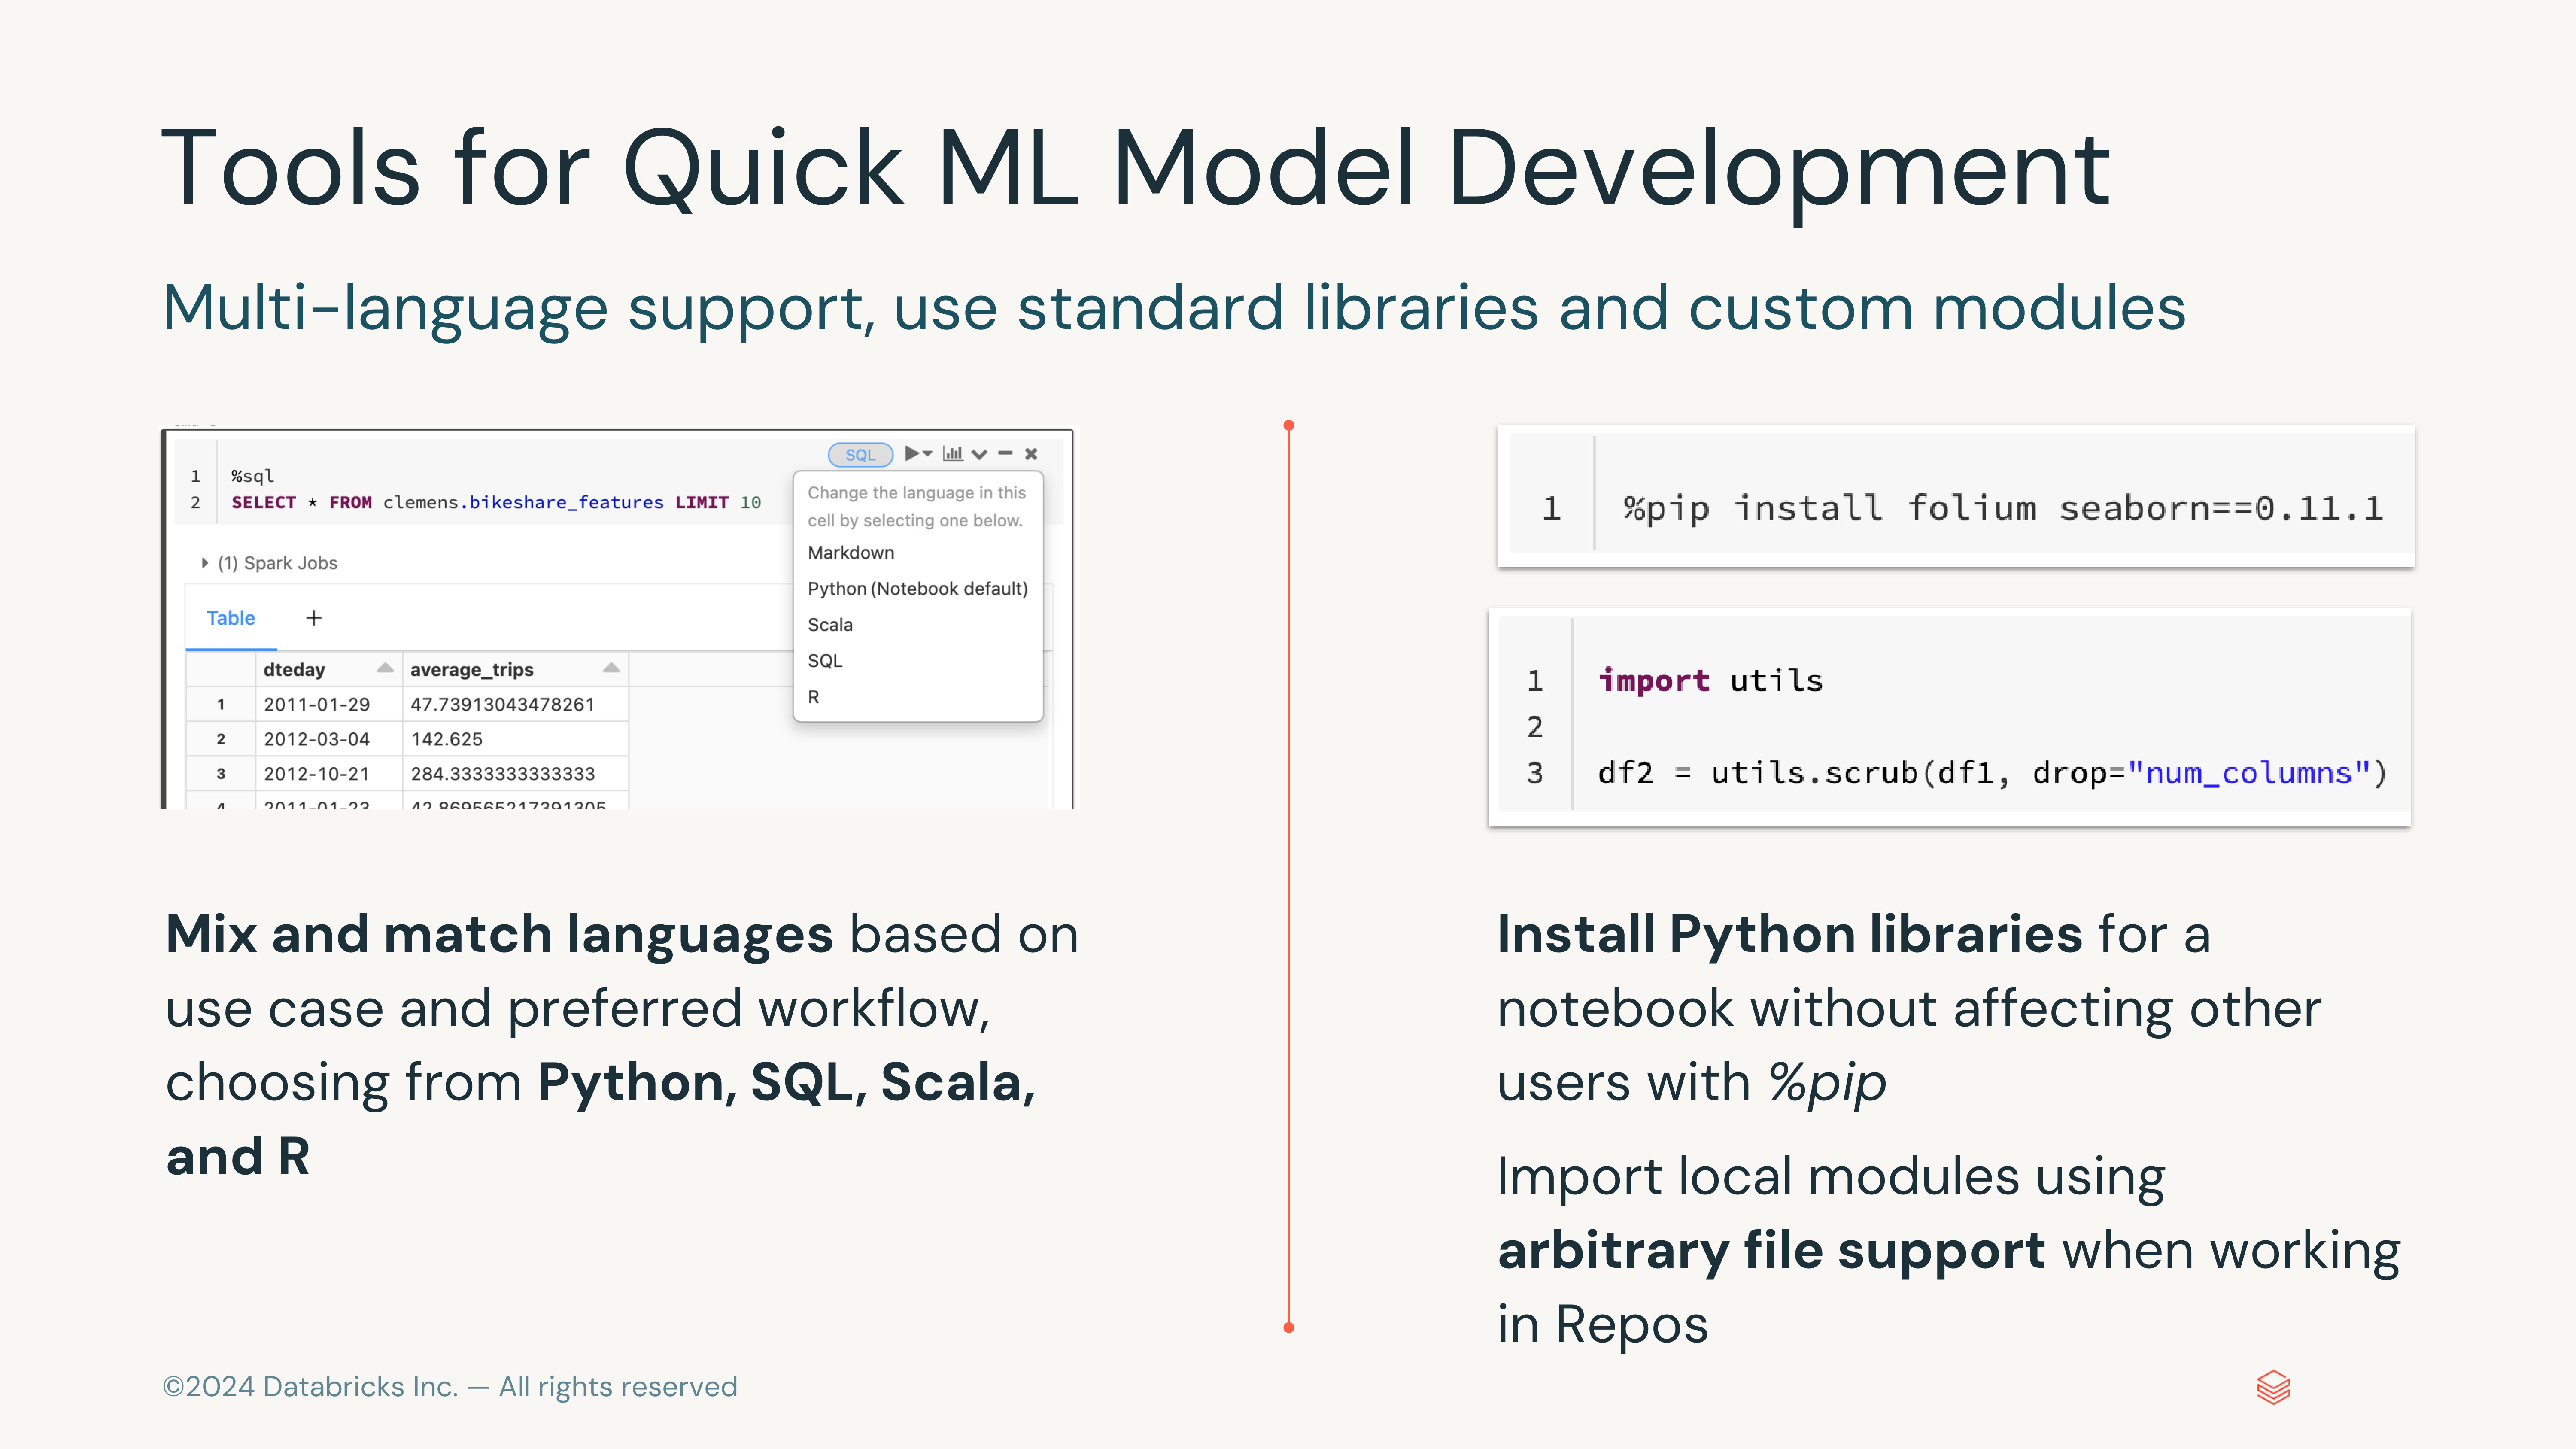 Tools for Quick ML Model Development
Multi-language support, use standard libraries and custom modules
SQL
1 %sql
2 SELECT * FROM clemens.bikeshare_features LIMIT 10
Change the language in this
cell by selecting one below.
Markdown
Python (Notebook default)
Scala
SQL
R
(1) Spark Jobs
Table +
dteday average_trips
1 2011-01-29 47.73913043478261
2 2012-03-04 142.625
3 2012-10-21 284.3333333333333
4 2011-01-23 42.869565217391305
Mix and match languages based on
use case and preferred workflow,
choosing from Python, SQL, Scala,
and R
1 %pip install folium seaborn==0.11.1
1 import utils
2
3 df2 = utils.scrub(df1, drop="num_columns")
Install Python libraries for a
notebook without affecting other
users with %pip
Import local modules using
arbitrary file support when working
in Repos
©2024 Databricks Inc. — All rights reserved